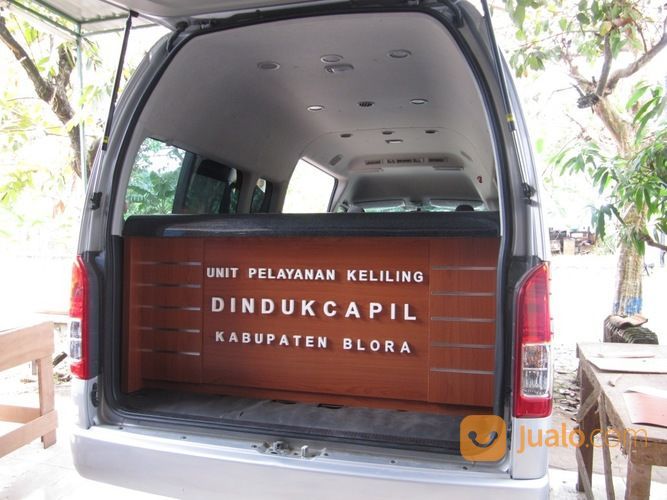 UNIT PELAYANAN KELILING
DINDUKCAPIL
KABUPATEN BLORA
jualo.com